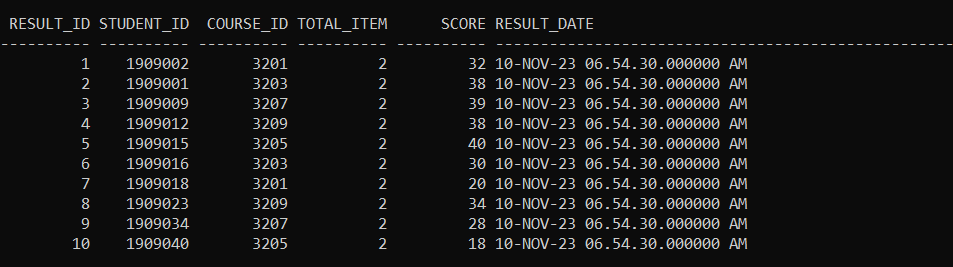 RESULT_ID STUDENT_ID COURSE_ID TOTAL_ITEM SCORE RESULT_DATE
---------- ---------- ---------- ---------- ---------- ---------------------------------------------------
1 1909002 3201 2 32 10-NOV-23 06.54.30.000000 AM
2 1909001 3203 2 38 10-NOV-23 06.54.30.000000 AM
3 1909009 3207 2 39 10-NOV-23 06.54.30.000000 AM
4 1909012 3209 2 38 10-NOV-23 06.54.30.000000 AM
5 1909015 3205 2 40 10-NOV-23 06.54.30.000000 AM
6 1909016 3203 2 30 10-NOV-23 06.54.30.000000 AM
7 1909018 3201 2 20 10-NOV-23 06.54.30.000000 AM
8 1909023 3209 2 34 10-NOV-23 06.54.30.000000 AM
9 1909034 3207 2 28 10-NOV-23 06.54.30.000000 AM
10 1909040 3205 2 18 10-NOV-23 06.54.30.000000 AM